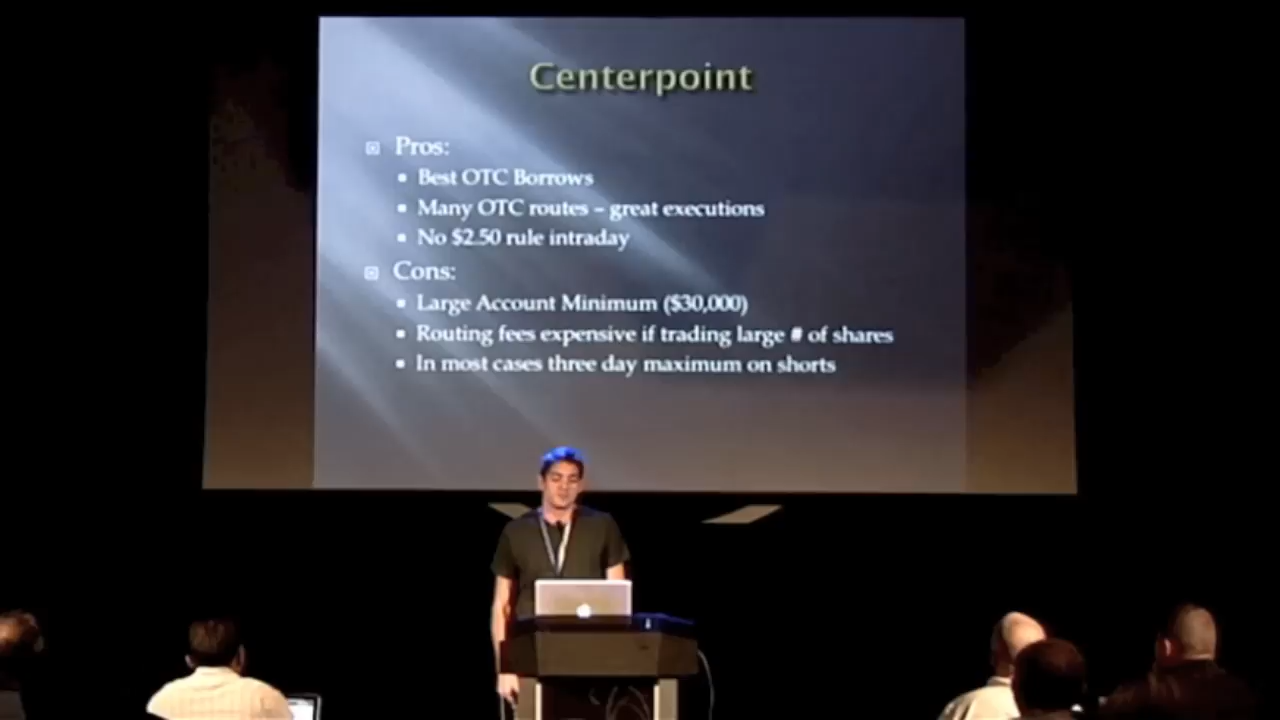 Centerpoint
Pros:
Best OTC Borrows
Many OTC routes – great executions
No $2.50 rule intraday
Cons:
Large Account Minimum ($30,000)
Routing fees expensive if trading large # of shares
In most cases three day maximum on shorts